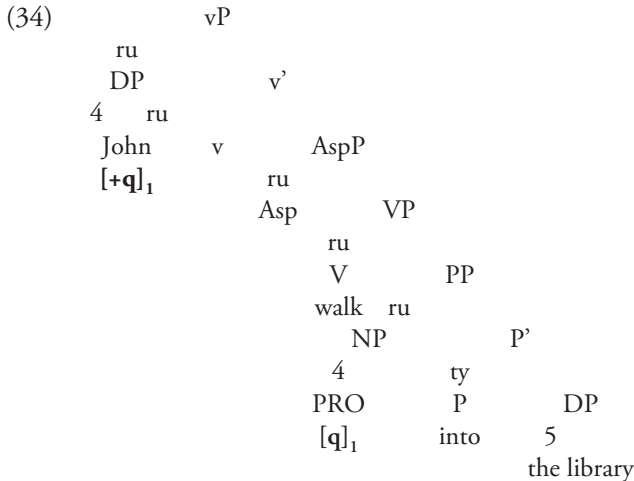 (34) vP
ru
DP v’
4 ru
John v AspP
[+q]1 ru
Asp VP
ru
V PP
walk ru
NP P’
4 ty
PRO P DP
[q]1 into 5
the library